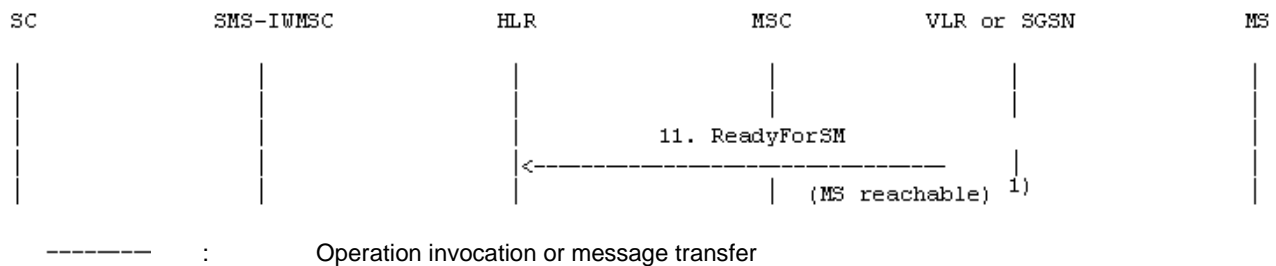 SC SMS-IWMSC HLR MSC VLR or SGSN MS
11. ReadyForSM
(MS reachable) 1)
: Operation invocation or message transfer